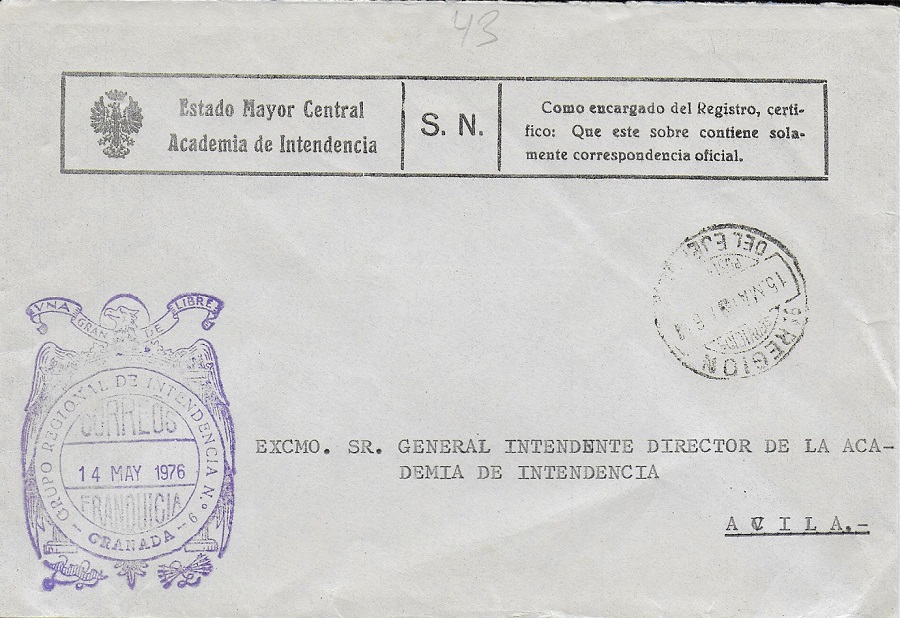 43
Estado Mayor Central
Academia de Intendencia
S. N.
Como encargado del Registro, certi-
fico: Que este sobre contiene sola-
mente correspondencia oficial.
DEL EJE
REGION
VNA GRANDE LIBRE
GRUPO REGIONAL DE INTENDENCIA N.º 6
CORREOS
14 MAY 1976
FRANQUICIA
GRANADA
EXCMO. SR. GENERAL INTENDENTE DIRECTOR DE LA ACA-
DEMIA DE INTENDENCIA
AVILA.-